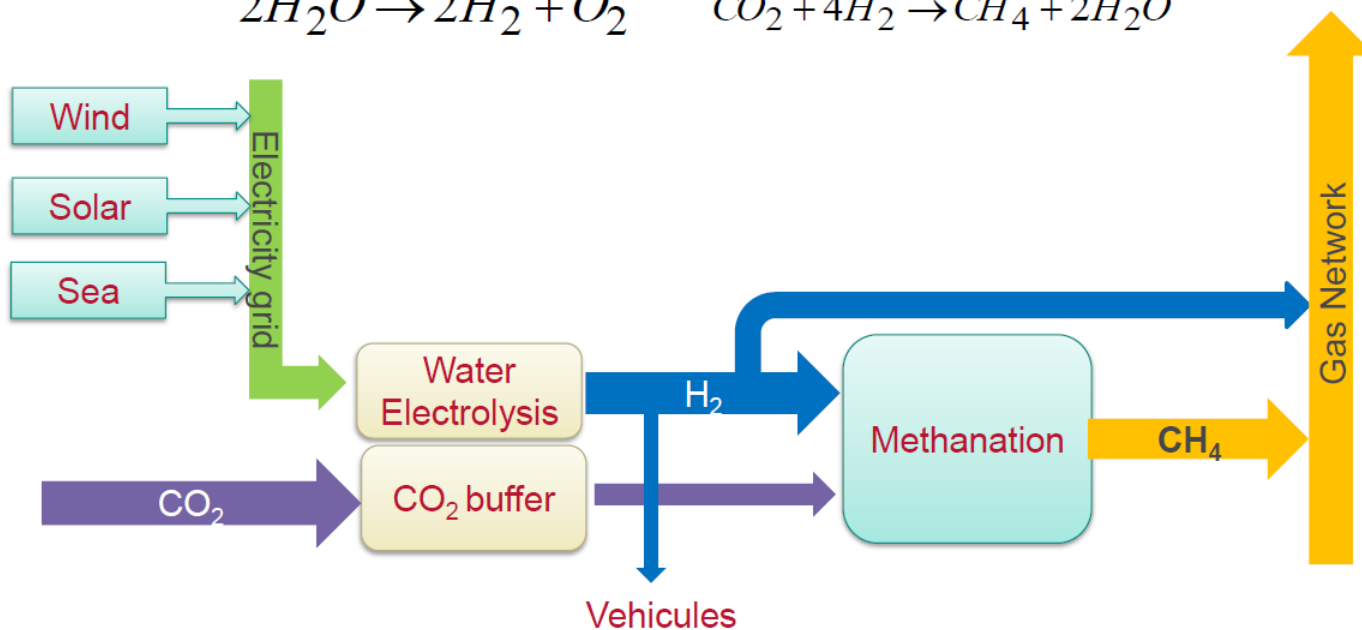 2H₂O → 2H₂ + O₂
CO₂ + 4H₂ → CH₄ + 2H₂O
Wind
Solar
Sea
Electricity grid
Water
Electrolysis
H₂
Methanation
CH₄
Gas Network
CO₂
CO₂ buffer
Vehicules